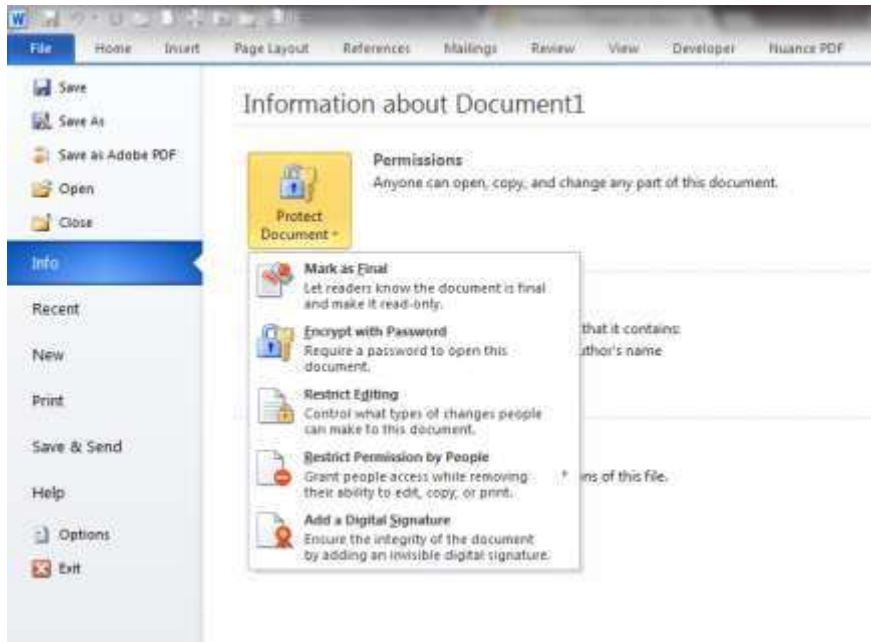 W
File Home Insert Page Layout References Mailings Review View Developer Nuance PDF
Save
Save As
Save as Adobe PDF
Open
Close
Info
Recent
New
Print
Save & Send
Help
Options
Exit
Information about Document1
Protect
Document
Permissions
Anyone can open, copy, and change any part of this document.
Mark as Final
Let readers know the document is final
and make it read-only.
Encrypt with Password
Require a password to open this
document.
Restrict Editing
Control what types of changes people
can make to this document.
Restrict Permission by People
Grant people access while removing
their ability to edit, copy, or print.
Add a Digital Signature
Ensure the integrity of the document
by adding an invisible digital signature.
that it contains:
uthor's name
ons of this file.